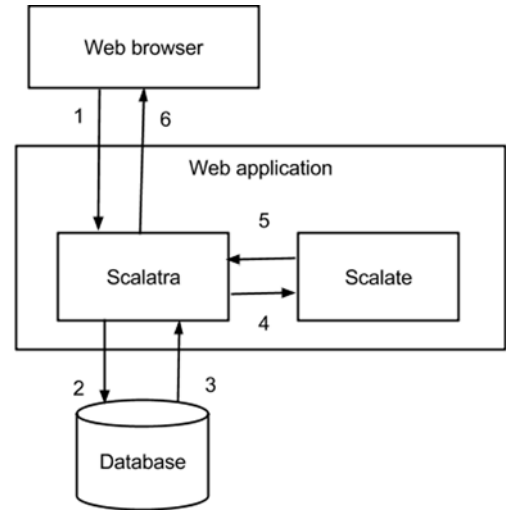 Web browser
1
6
Web application
5
Scalatra
Scalate
4
2
3
Database